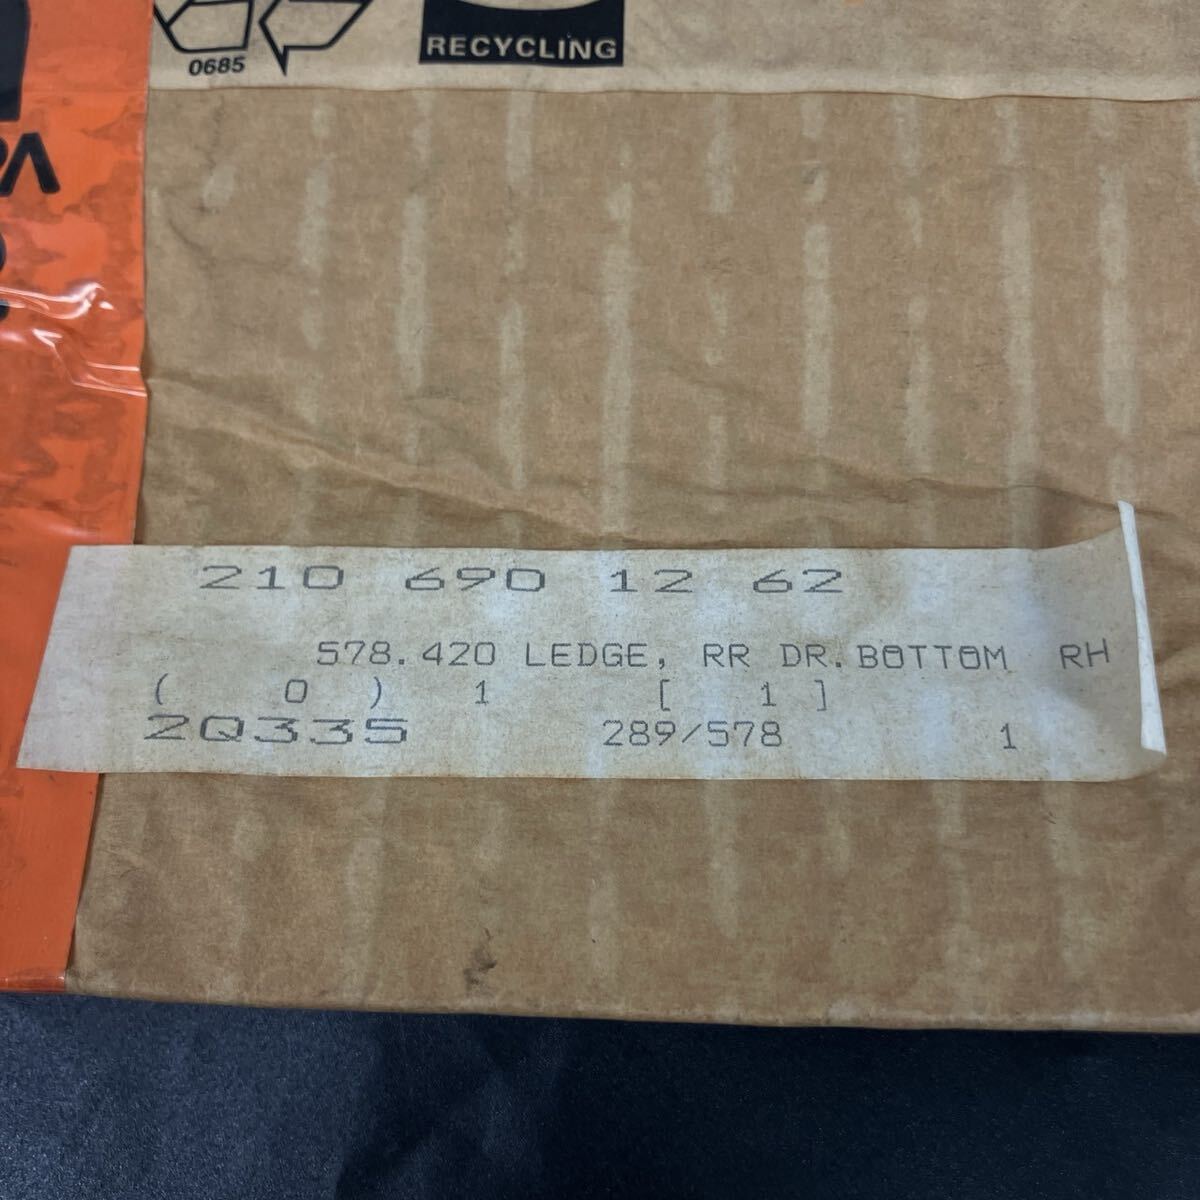 0685
RECYCLING
210 690 12 62
578.420 LEDGE, RR DR.BOTTOM RH
( 0 ) 1 [ 1 ]
2Q335 289/578 1